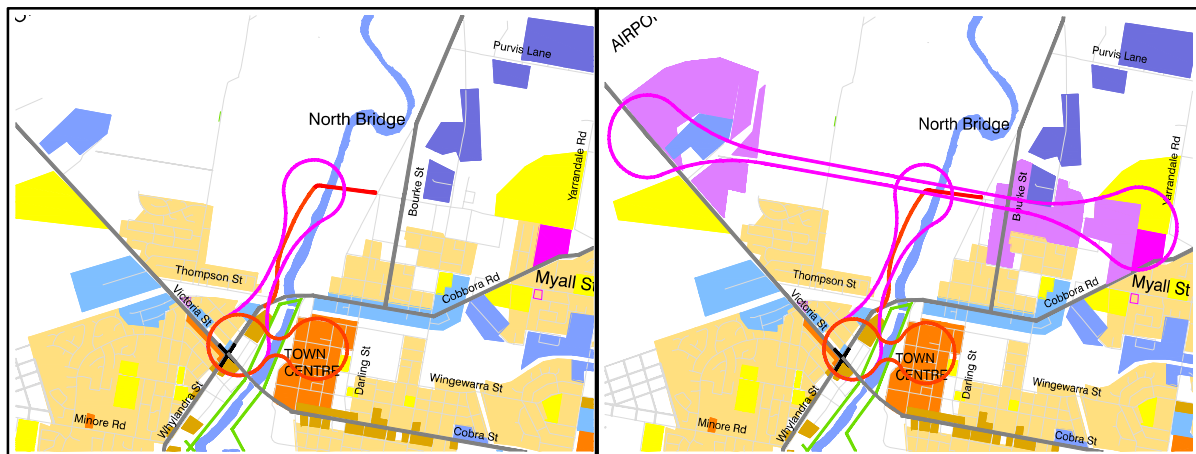 Purvis Lane
North Bridge
Yarrandale Rd
Bourke St
Thompson St
Myall St
Cobbora Rd
Victoria St
TOWN
CENTRE
Darling St
Wingewarra St
Whylandra St
Minore Rd
Cobra St
AIRPO
Purvis Lane
North Bridge
Yarrandale Rd
Bourke St
Thompson St
Myall St
Cobbora Rd
Victoria St
TOWN
CENTRE
Darling St
Wingewarra St
Whylandra St
Minore Rd
Cobra St